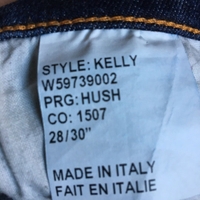 STYLE: KELLY
W59739002
PRG: HUSH
CO: 1507
28/30"
MADE IN ITALY
FAIT EN ITALIE